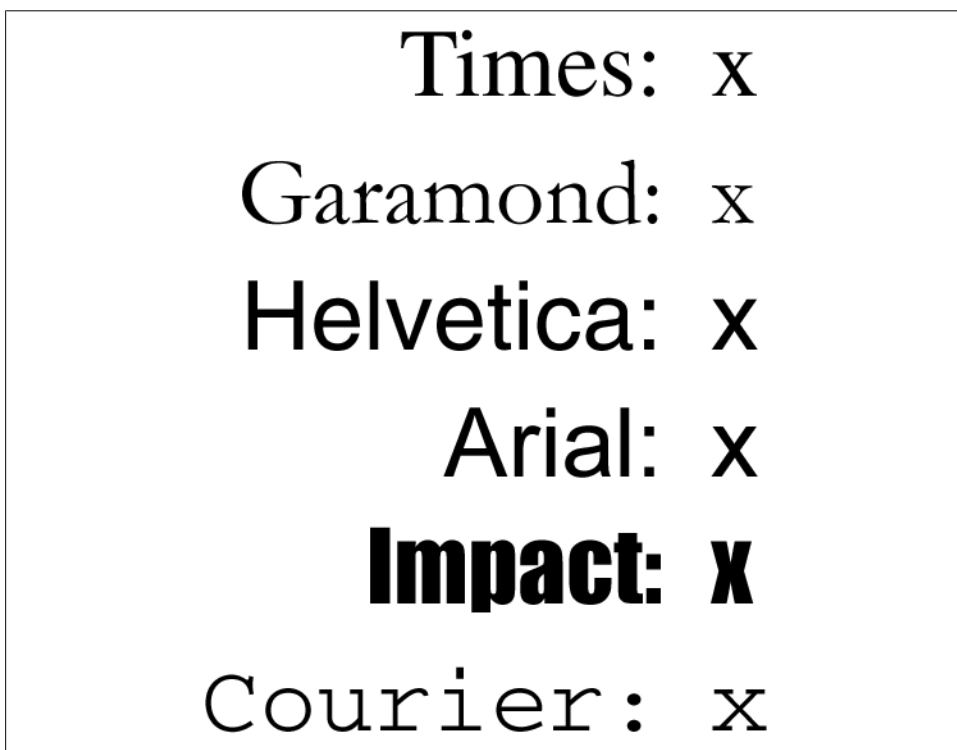 Times: x
Garamond: x
Helvetica: x
Arial: x
Impact: x
Courier: x